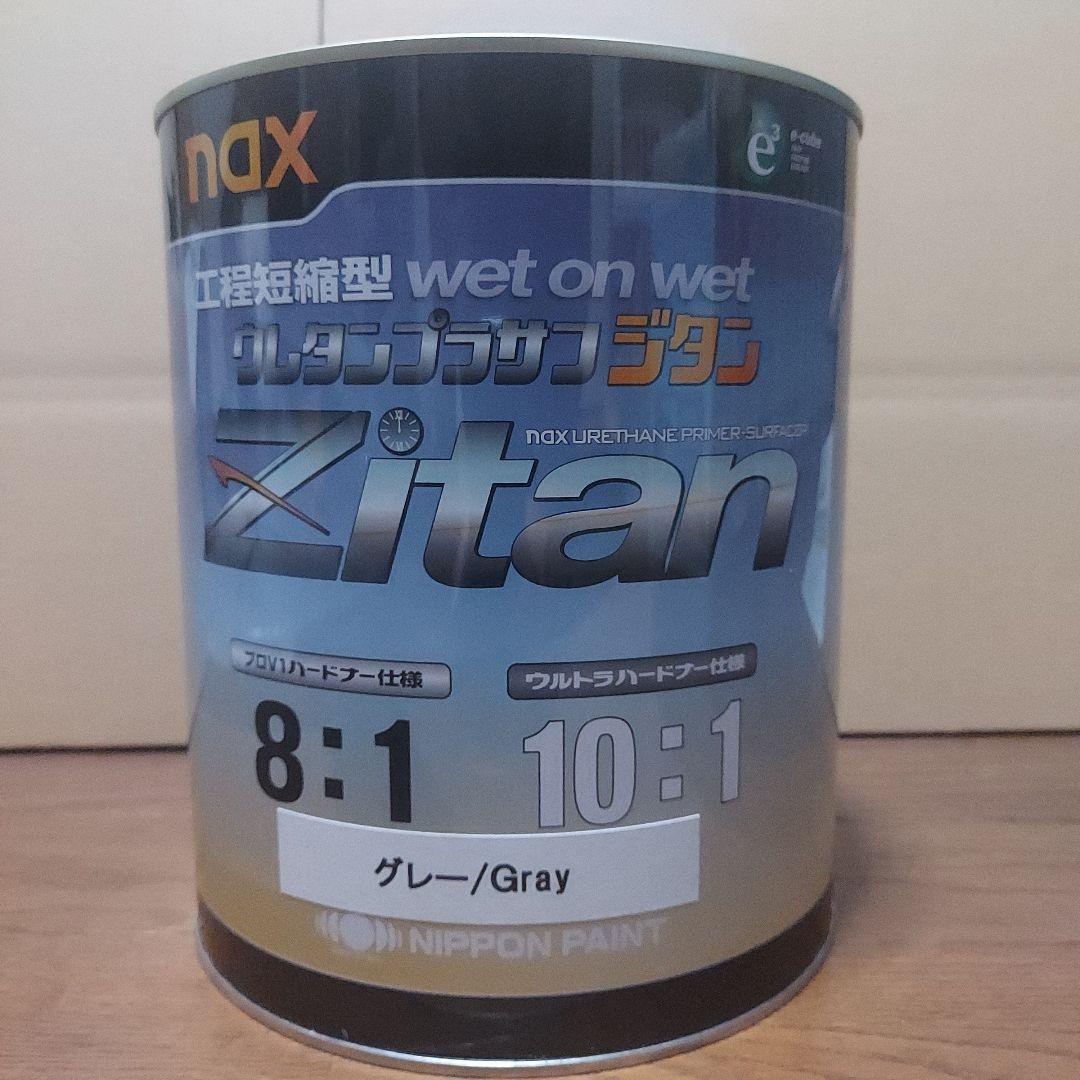 nax
e³ e-cube
工程短縮型 wet on wet
ウレタンプラサフ ジタン
nax URETHANE PRIMER-SURFACER
Zitan
プロV1ハードナー仕様
ウルトラハードナー仕様
8:1
10:1
グレー/Gray
NIPPON PAINT